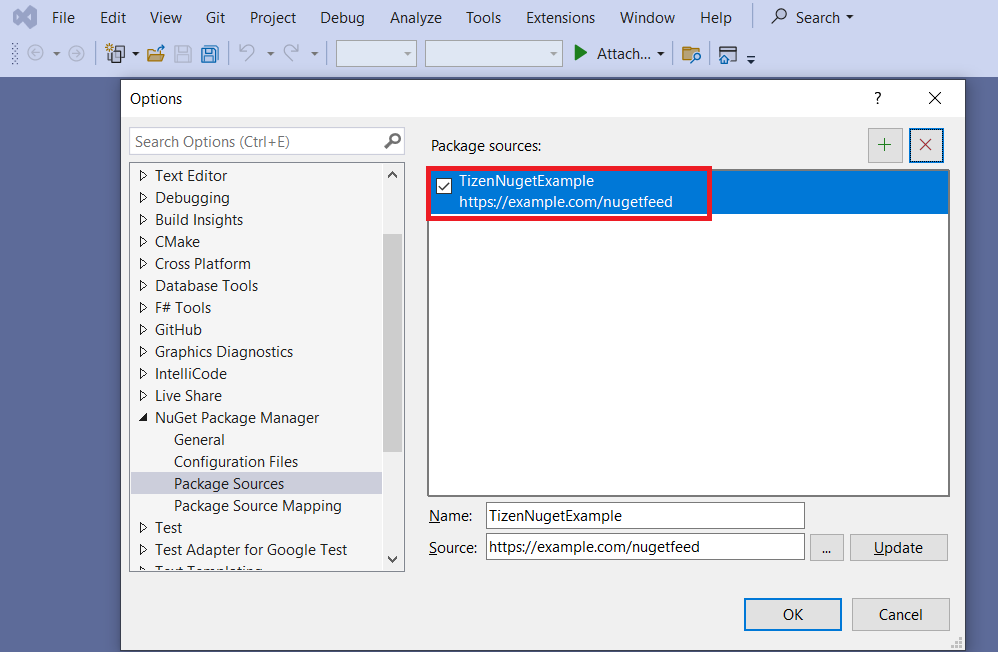 File Edit View Git Project Debug Analyze Tools Extensions Window Help Search
Attach...
Options ?
Search Options (Ctrl+E)
Text Editor
Debugging
Build Insights
CMake
Cross Platform
Database Tools
F# Tools
GitHub
Graphics Diagnostics
IntelliCode
Live Share
NuGet Package Manager
General
Configuration Files
Package Sources
Package Source Mapping
Test
Test Adapter for Google Test
Text Templating
Package sources:
TizenNugetExample
https://example.com/nugetfeed
Name: TizenNugetExample
Source: https://example.com/nugetfeed ... Update
OK Cancel